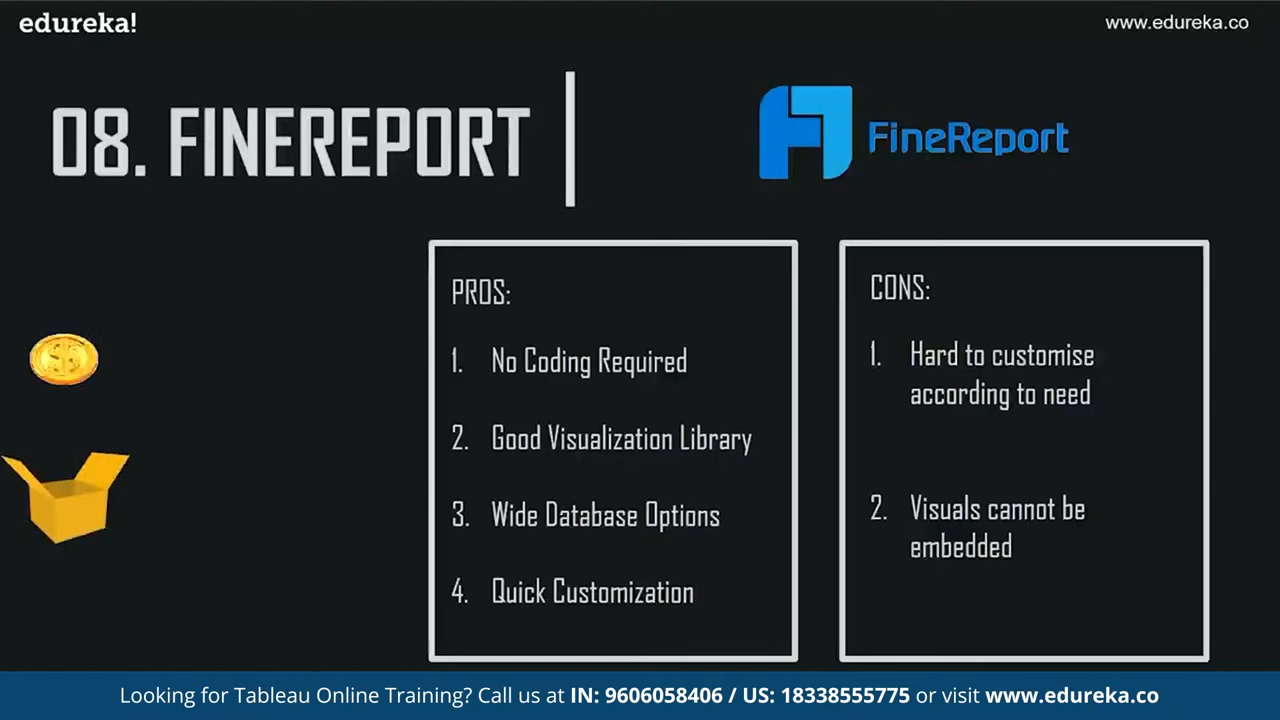 edureka!
www.edureka.co
08. FINEREPORT
FineReport
PROS:
1. No Coding Required
2. Good Visualization Library
3. Wide Database Options
4. Quick Customization
CONS:
1. Hard to customise
according to need
2. Visuals cannot be
embedded
Looking for Tableau Online Training? Call us at IN: 9606058406 / US: 18338555775 or visit www.edureka.co